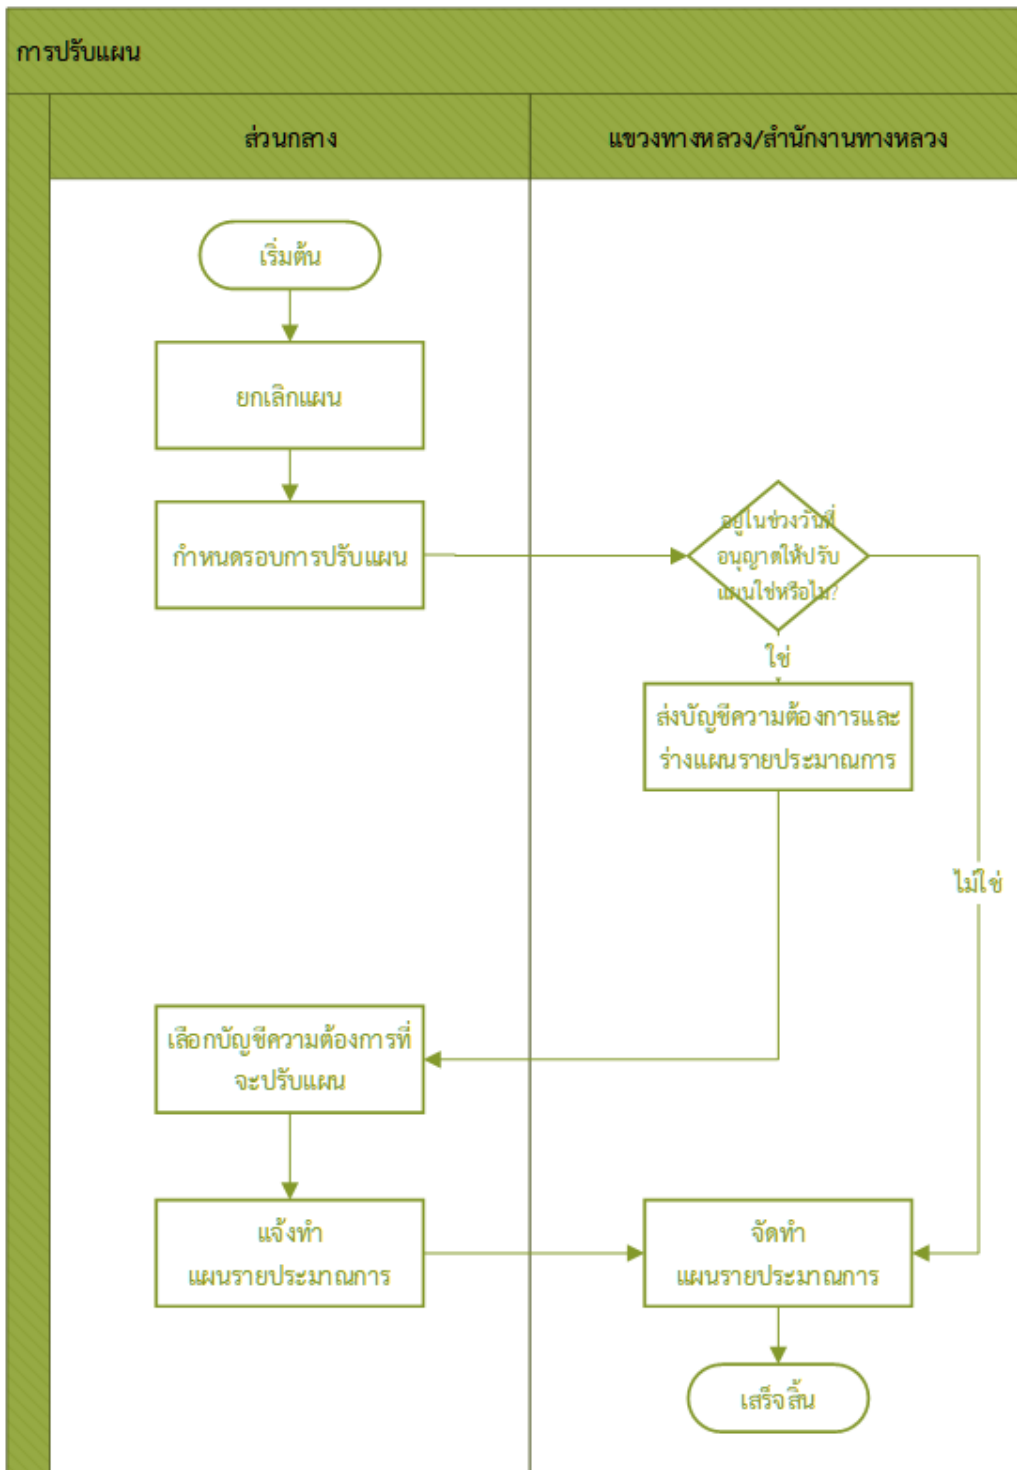 การปรับแผน
ส่วนกลาง
แขวงทางหลวง/สำนักงานทางหลวง
เริ่มต้น
ยกเลิกแผน
กำหนดรอบการปรับแผน
อยู่ในช่วงวันที่
อนุญาตให้ปรับ
แผนใช่หรือไม่?
ใช่
ส่งบัญชีความต้องการและ
ร่างแผนรายประมาณการ
ไม่ใช่
เลือกบัญชีความต้องการที่
จะปรับแผน
แจ้งทำ
แผนรายประมาณการ
จัดทำ
แผนรายประมาณการ
เสร็จสิ้น